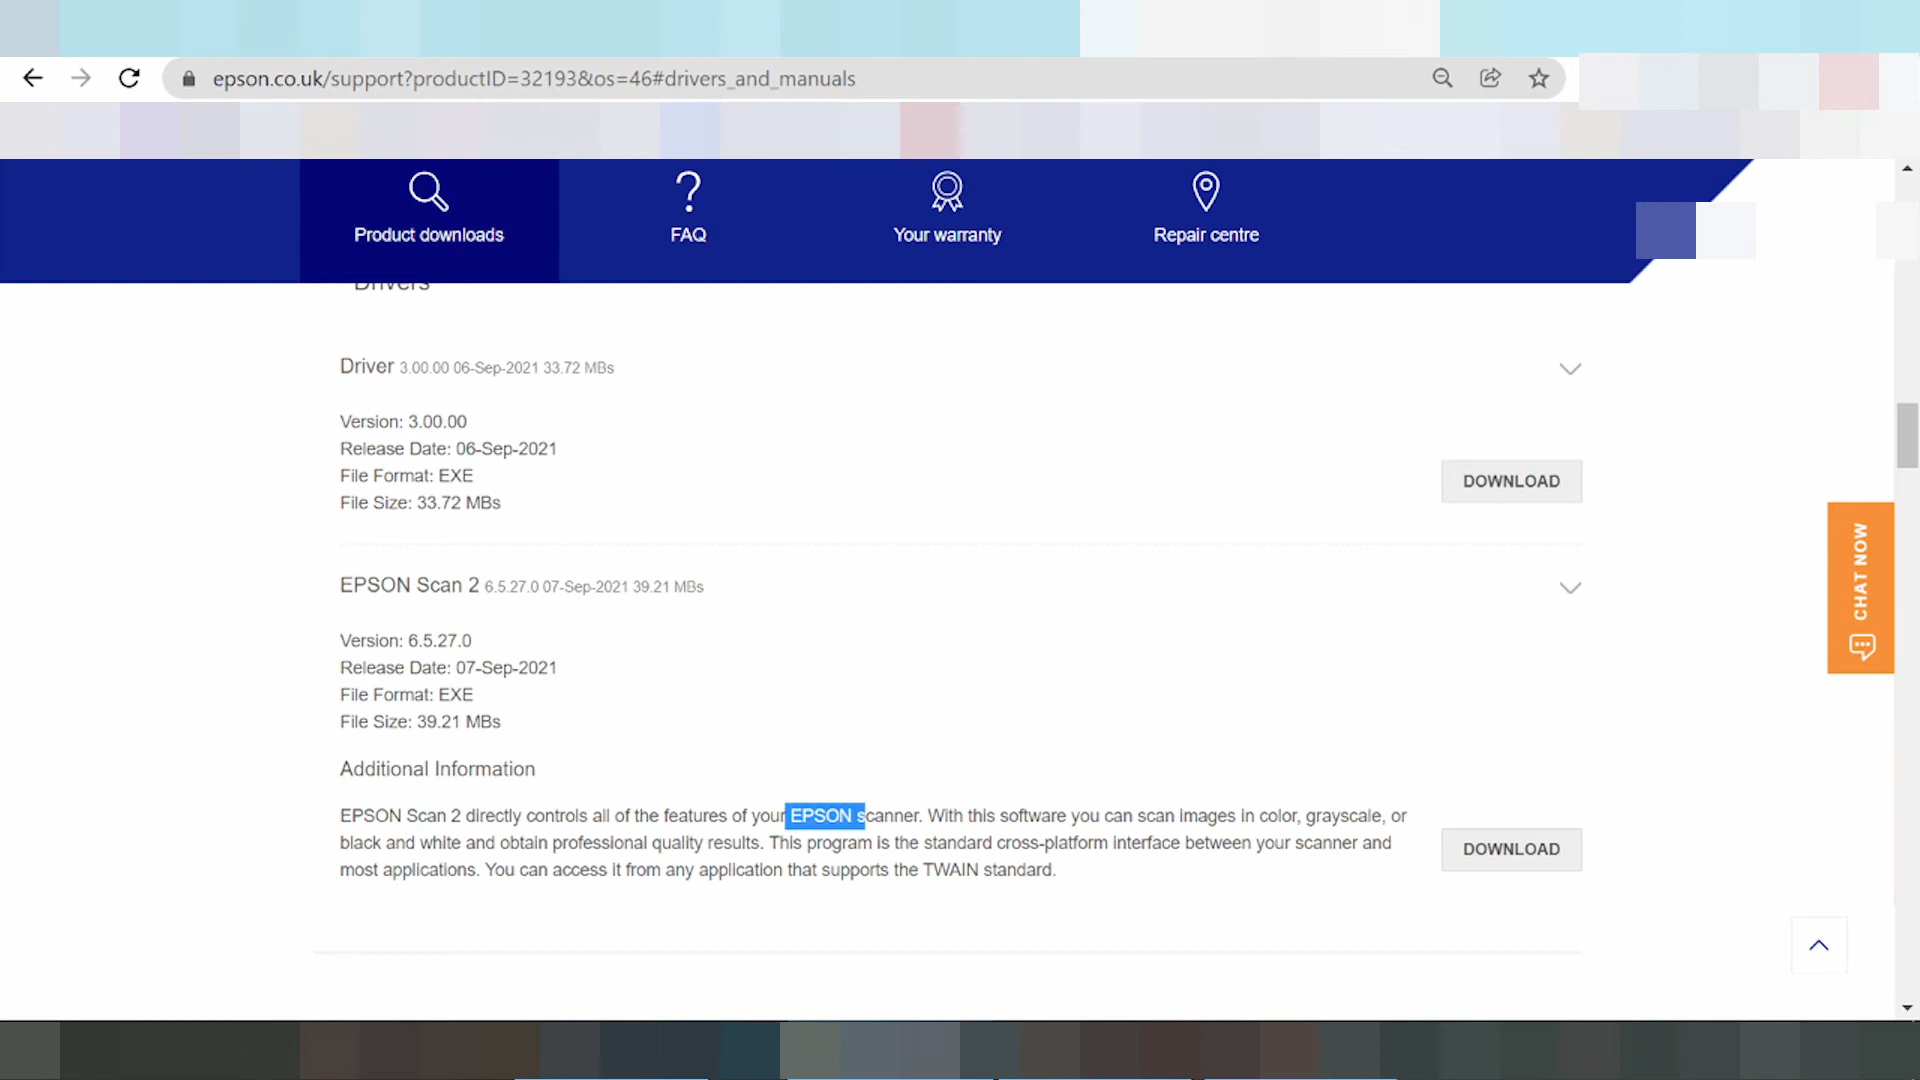 epson.co.uk/support?productID=32193&os=46#drivers_and_manuals
Product downloads
FAQ
Your warranty
Repair centre
Drivers
Driver 3.00.00 06-Sep-2021 33.72 MBs
Version: 3.00.00
Release Date: 06-Sep-2021
File Format: EXE
File Size: 33.72 MBs
DOWNLOAD
EPSON Scan 2 6.5.27.0 07-Sep-2021 39.21 MBs
Version: 6.5.27.0
Release Date: 07-Sep-2021
File Format: EXE
File Size: 39.21 MBs
Additional Information
EPSON Scan 2 directly controls all of the features of your EPSON scanner. With this software you can scan images in color, grayscale, or
black and white and obtain professional quality results. This program is the standard cross-platform interface between your scanner and
most applications. You can access it from any application that supports the TWAIN standard.
DOWNLOAD
CHAT NOW